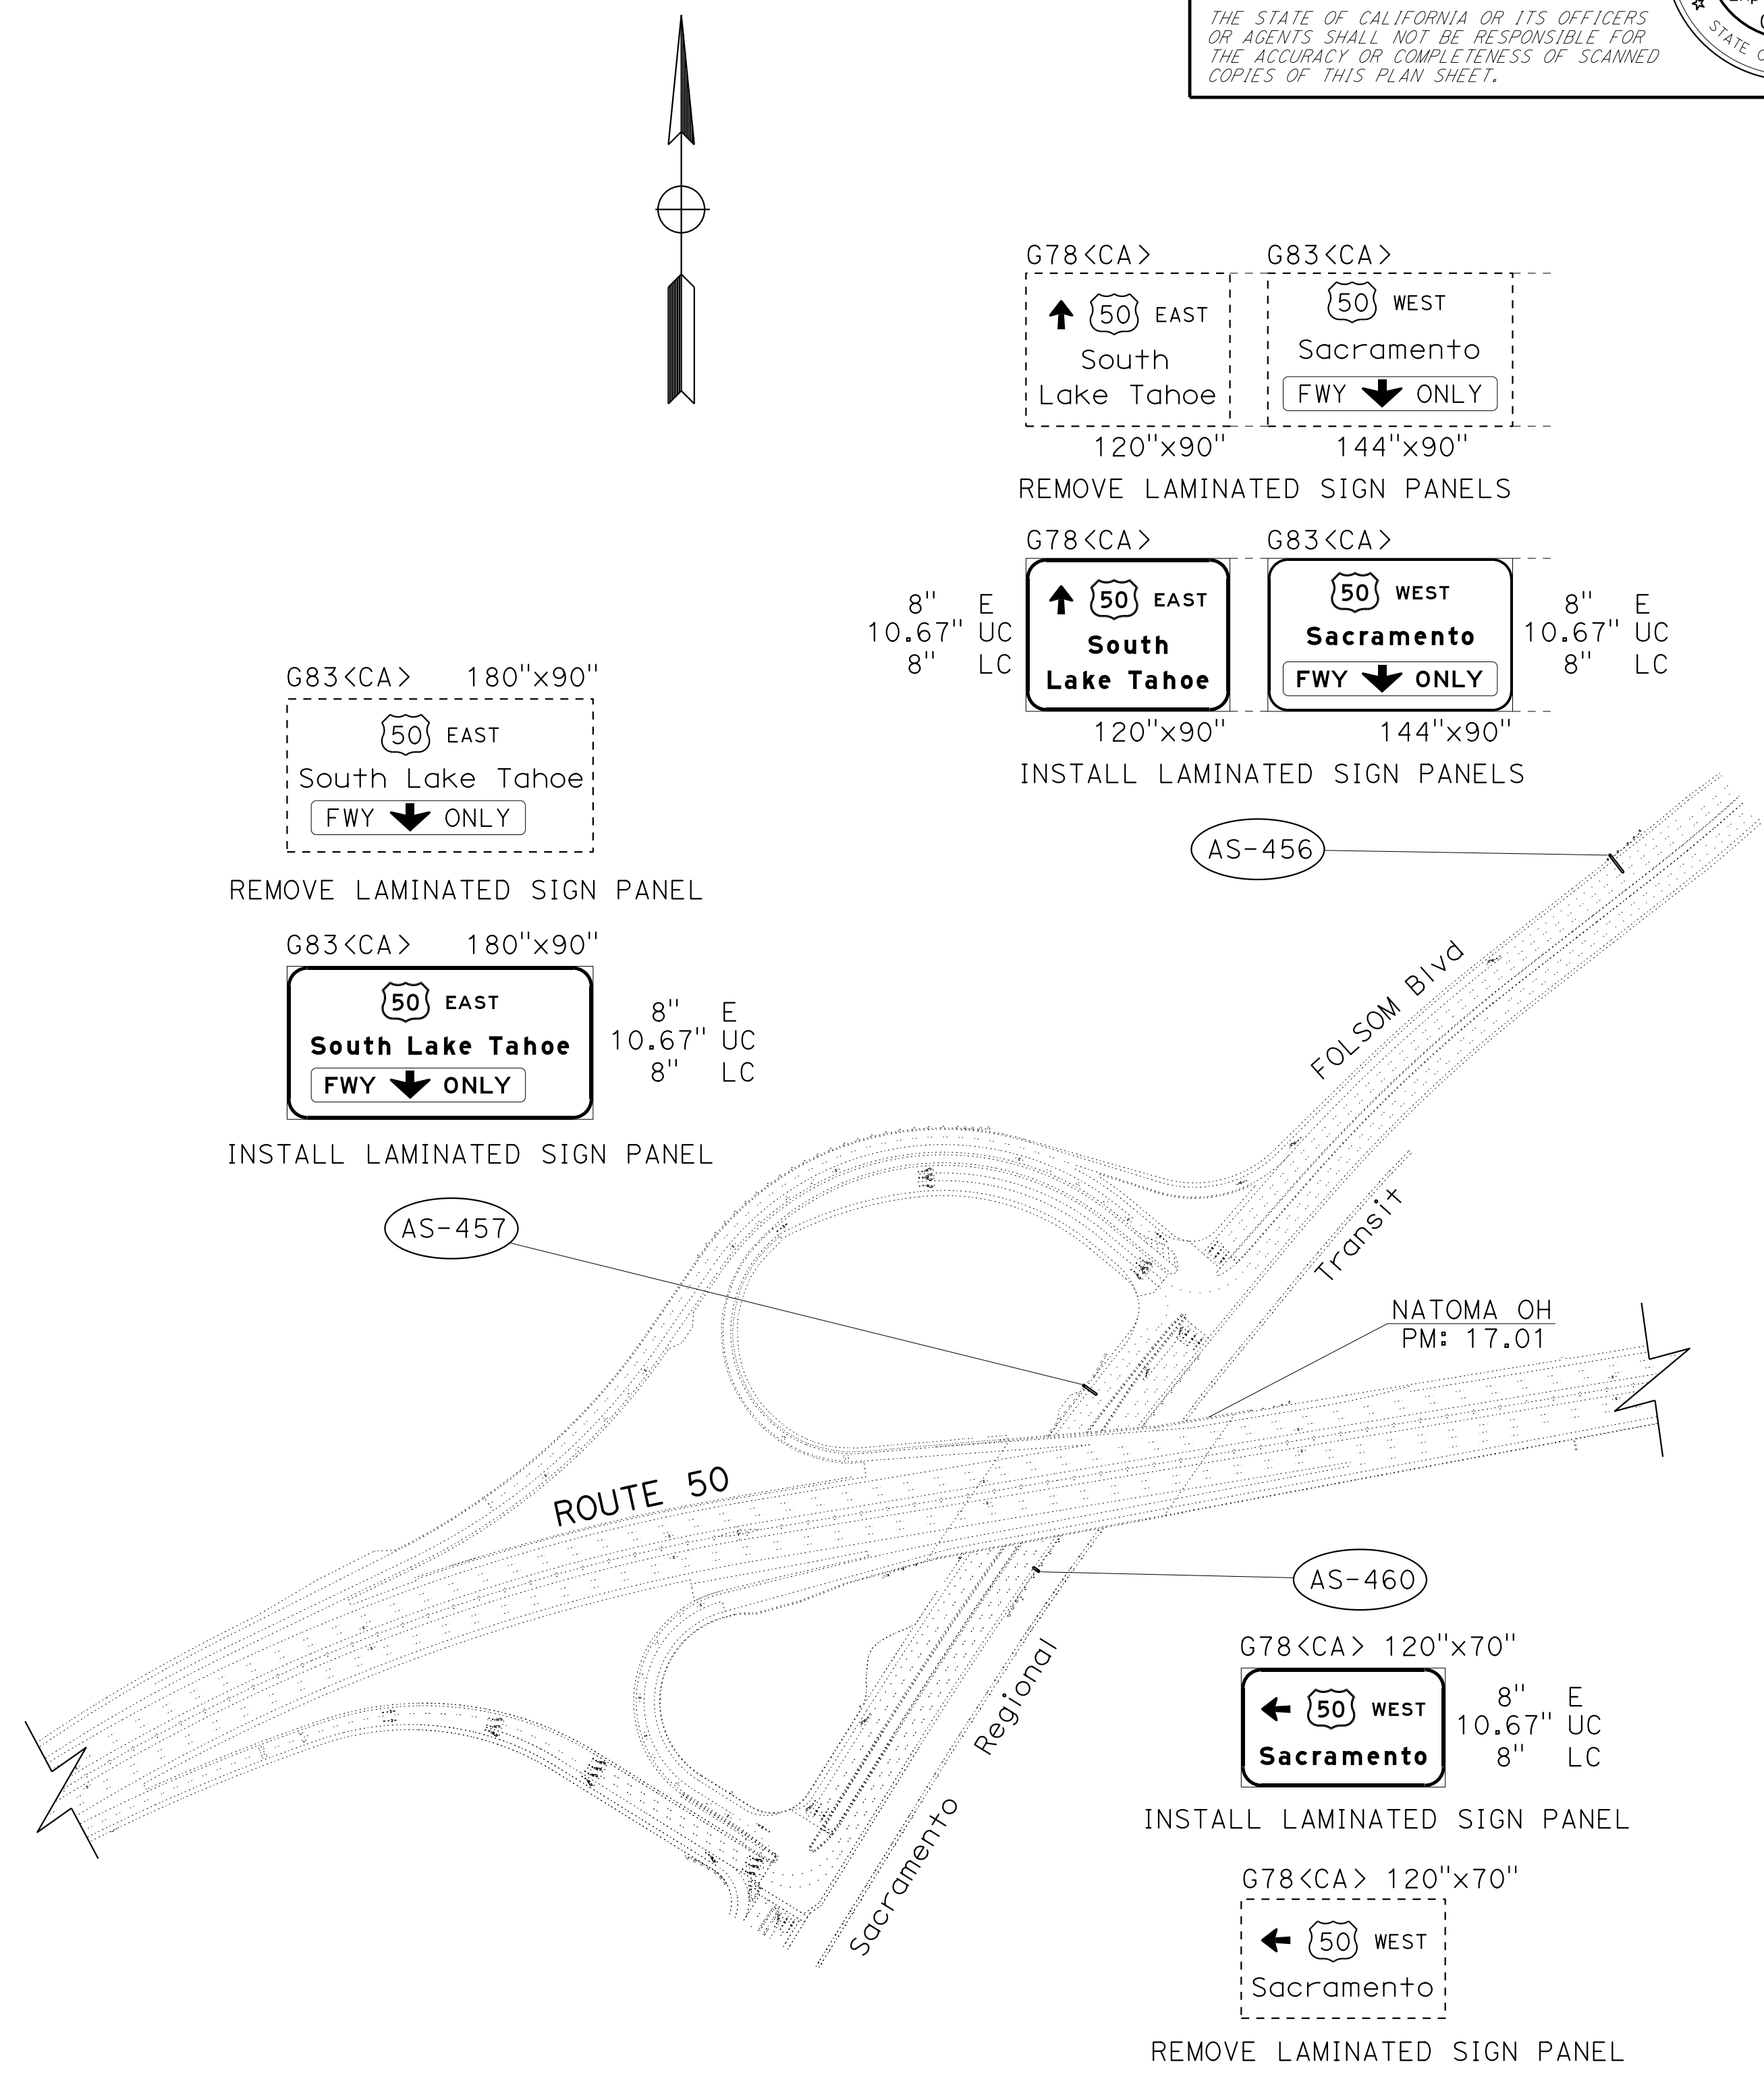 THE STATE OF CALIFORNIA OR ITS OFFICERS
OR AGENTS SHALL NOT BE RESPONSIBLE FOR
THE ACCURACY OR COMPLETENESS OF SCANNED
COPIES OF THIS PLAN SHEET.
STATE
G78<CA> G83<CA>
50 EAST
South
Lake Tahoe
50 WEST
Sacramento
FWY ONLY
120"x90" 144"x90"
REMOVE LAMINATED SIGN PANELS
G78<CA> G83<CA>
8" E
10.67" UC
8" LC
50 EAST
South
Lake Tahoe
50 WEST
Sacramento
FWY ONLY
8" E
10.67" UC
8" LC
120"x90" 144"x90"
INSTALL LAMINATED SIGN PANELS
AS-456
G83<CA> 180"x90"
50 EAST
South Lake Tahoe
FWY ONLY
REMOVE LAMINATED SIGN PANEL
G83<CA> 180"x90"
50 EAST
South Lake Tahoe
FWY ONLY
8" E
10.67" UC
8" LC
INSTALL LAMINATED SIGN PANEL
AS-457
FOLSOM Blvd
Transit
NATOMA OH
PM: 17.01
ROUTE 50
AS-460
Sacramento Regional
G78<CA> 120"x70"
50 WEST
Sacramento
8" E
10.67" UC
8" LC
INSTALL LAMINATED SIGN PANEL
G78<CA> 120"x70"
50 WEST
Sacramento
REMOVE LAMINATED SIGN PANEL